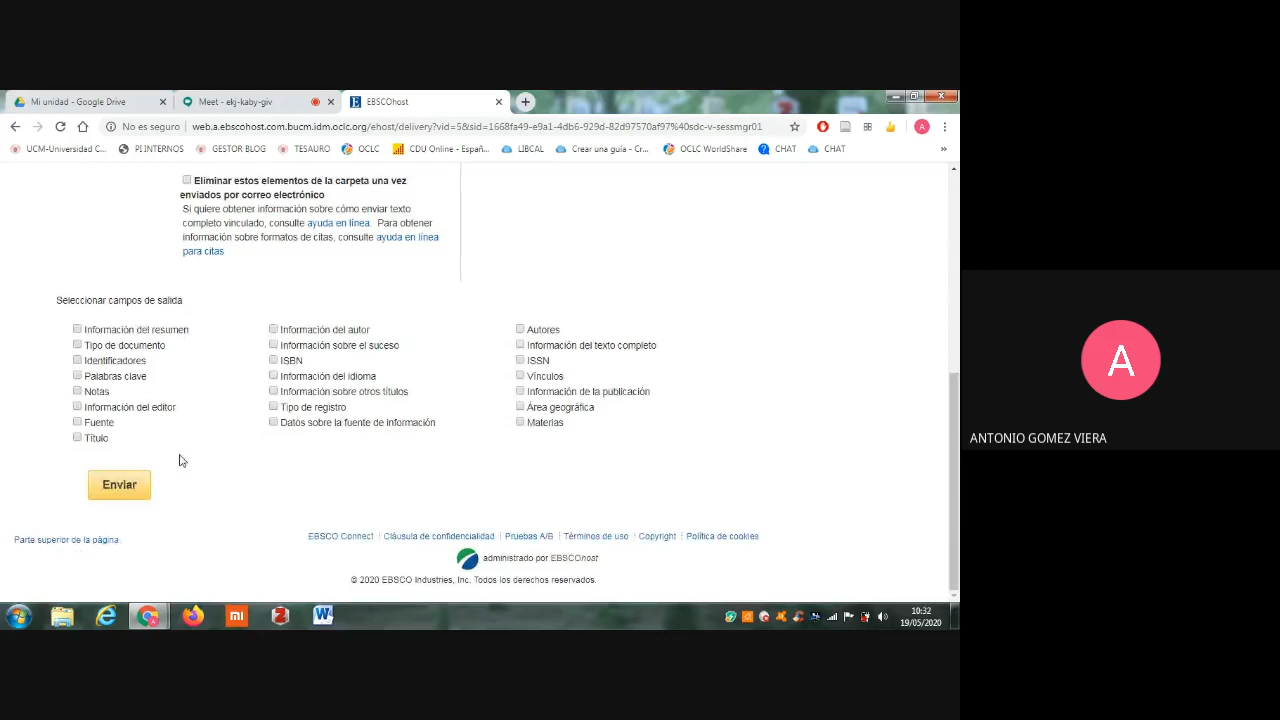 Mi unidad - Google Drive
Meet - ekj-kaby-giv
EBSCOhost
No es seguro
web.a.ebscohost.com.bucm.idm.oclc.org/ehost/delivery?vid=5&sid=1668fa49-e9a1-4db6-929d-82d97570af97%40sdc-v-sessmgr01
A
UCM-Universidad C...
PI INTERNOS
GESTOR BLOG
TESAURO
OCLC
CDU Online - Españ...
LIBCAL
Crear una guía - Cr...
OCLC WorldShare
CHAT
CHAT
»
Eliminar estos elementos de la carpeta una vez
enviados por correo electrónico
Si quiere obtener información sobre cómo enviar texto
completo vinculado, consulte ayuda en línea. Para obtener
información sobre formatos de citas, consulte ayuda en línea
para citas
Seleccionar campos de salida
Información del resumen
Información del autor
Autores
Tipo de documento
Información sobre el suceso
Información del texto completo
Identificadores
ISBN
ISSN
Palabras clave
Información del idioma
Vínculos
Notas
Información sobre otros títulos
Información de la publicación
Información del editor
Tipo de registro
Área geográfica
Fuente
Datos sobre la fuente de información
Materias
Título
Enviar
Parte superior de la página.
EBSCO Connect
Cláusula de confidencialidad
Pruebas A/B
Términos de uso
Copyright
Política de cookies
administrado por EBSCOhost
© 2020 EBSCO Industries, Inc. Todos los derechos reservados.
10:32
19/05/2020
A
ANTONIO GOMEZ VIERA